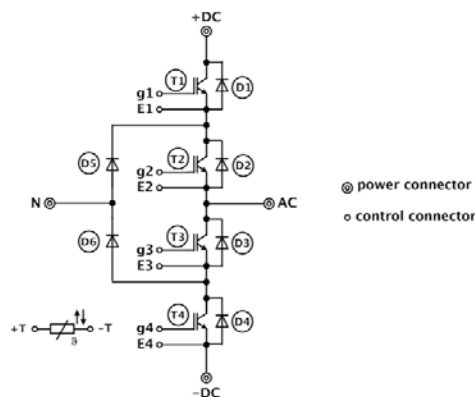 +DC
T1
D1
g1
E1
D5
T2
D2
g2
E2
N
AC
power connector
control connector
D6
T3
D3
g3
E3
+T
ϑ
-T
T4
D4
g4
E4
-DC